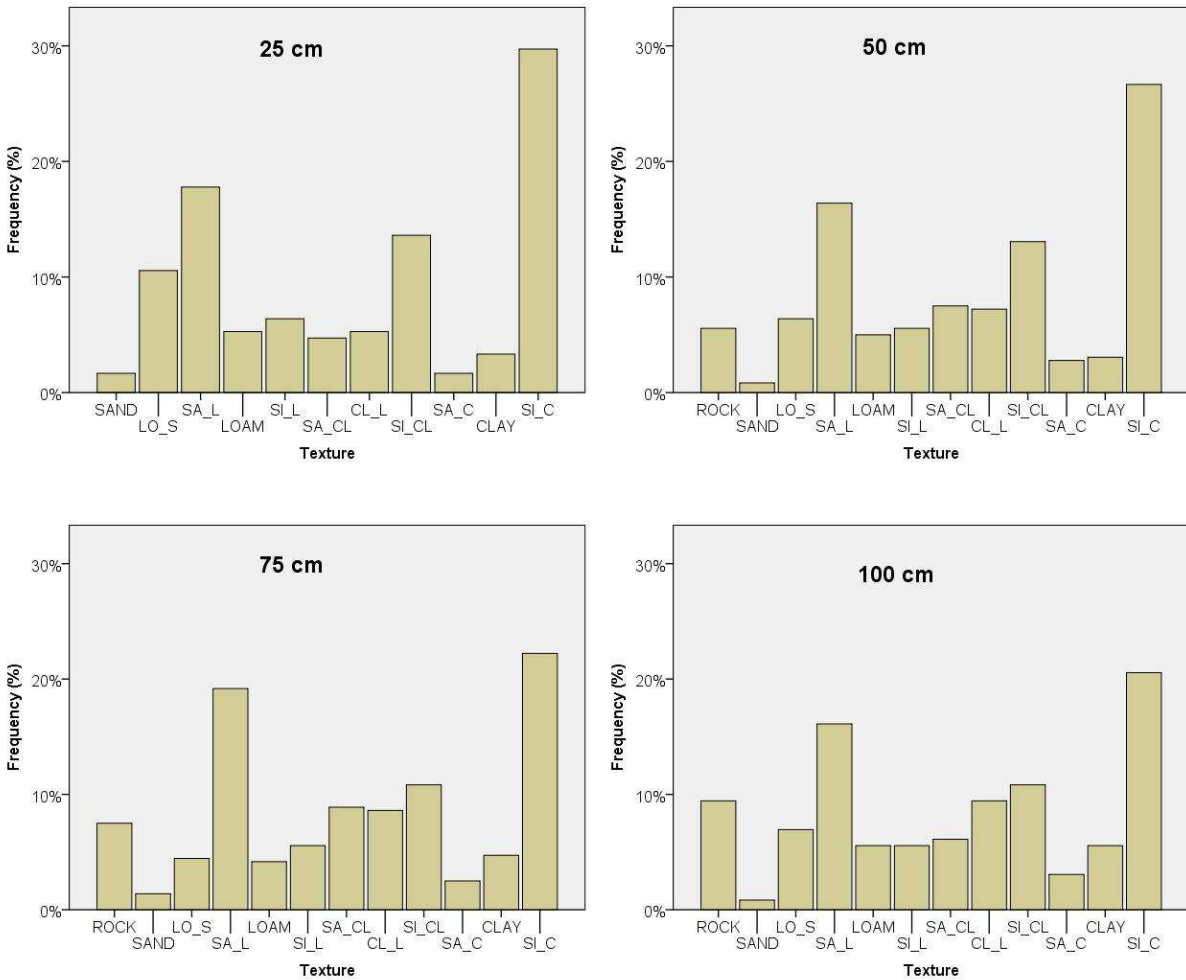 25 cm
30%
20%
10%
0%
Frequency (%)
SAND
LO_S
SA_L
LOAM
SI_L
SA_CL
CL_L
SI_CL
SA_C
CLAY
SI_C
Texture
50 cm
30%
20%
10%
0%
Frequency (%)
ROCK
SAND
LO_S
SA_L
LOAM
SI_L
SA_CL
CL_L
SI_CL
SA_C
CLAY
SI_C
Texture
75 cm
30%
20%
10%
0%
Frequency (%)
ROCK
SAND
LO_S
SA_L
LOAM
SI_L
SA_CL
CL_L
SI_CL
SA_C
CLAY
SI_C
Texture
100 cm
30%
20%
10%
0%
Frequency (%)
ROCK
SAND
LO_S
SA_L
LOAM
SI_L
SA_CL
CL_L
SI_CL
SA_C
CLAY
SI_C
Texture